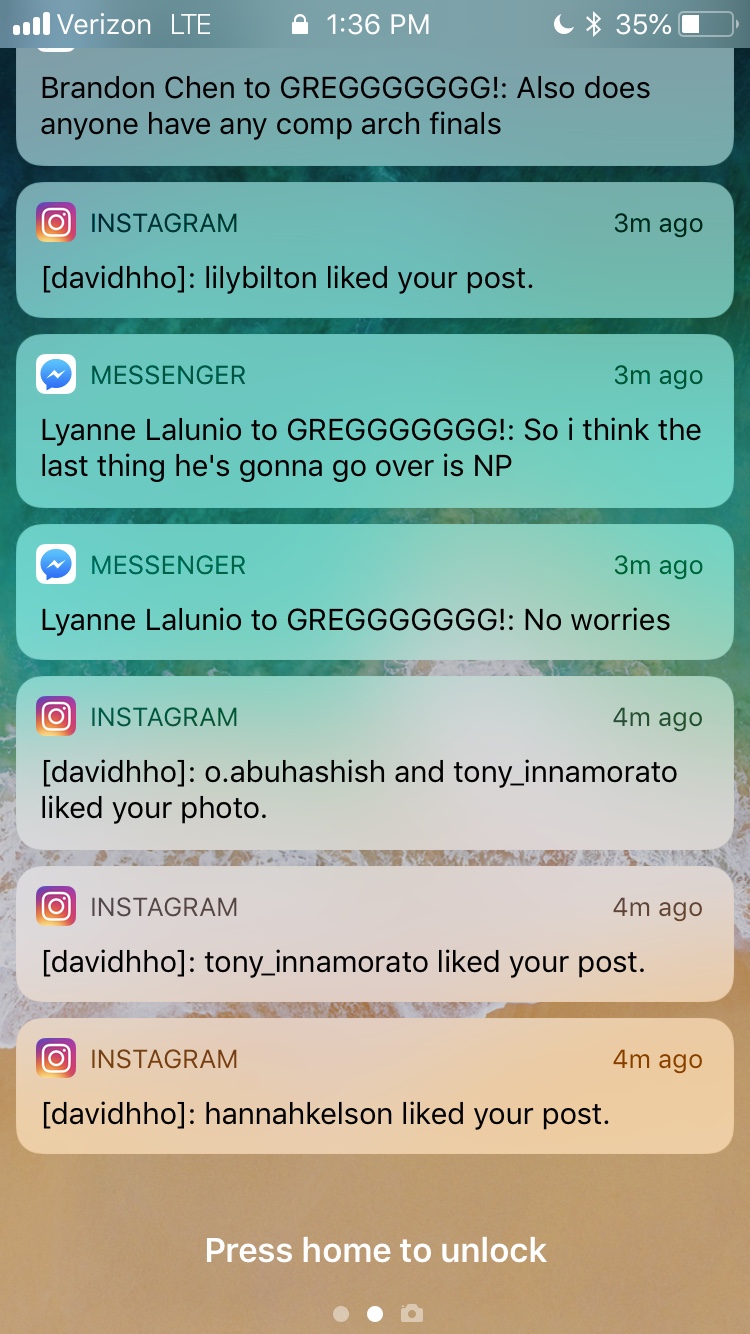 Verizon LTE 1:36 PM 35%
Brandon Chen to GREGGGGGGG!: Also does
anyone have any comp arch finals
INSTAGRAM 3m ago
[davidhho]: lilybilton liked your post.
MESSENGER 3m ago
Lyanne Lalunio to GREGGGGGGG!: So i think the
last thing he's gonna go over is NP
MESSENGER 3m ago
Lyanne Lalunio to GREGGGGGGG!: No worries
INSTAGRAM 4m ago
[davidhho]: o.abuhashish and tony_innamorato
liked your photo.
INSTAGRAM 4m ago
[davidhho]: tony_innamorato liked your post.
INSTAGRAM 4m ago
[davidhho]: hannahkelson liked your post.
Press home to unlock